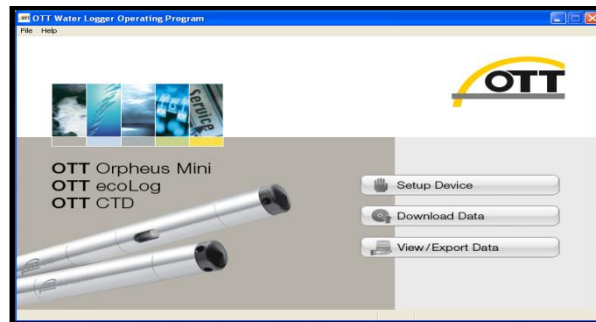 OTT Water Logger Operating Program
File Help
OTT
Service
OTT Orpheus Mini
OTT ecoLog
OTT CTD
Setup Device
Download Data
View/Export Data